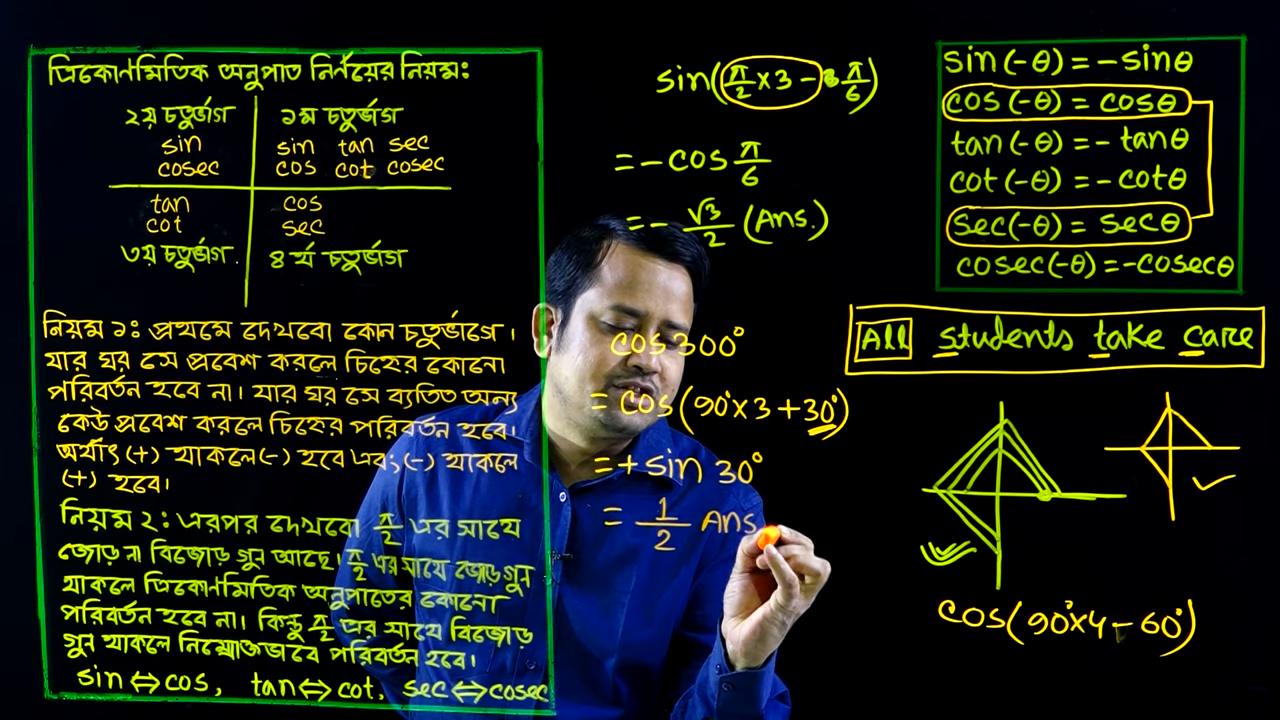 ত্রিকোণমিতিক অনুপাত নির্ণয়ের নিয়মঃ
২য় চতুর্ভাগ
১ম চতুর্ভাগ
sin
cosec
sin tan sec
cos cot cosec
tan
cot
cos
sec
৩য় চতুর্ভাগ.
৪র্থ চতুর্ভাগ
নিয়ম ১ঃ প্রথমে দেখবো কোন চতুর্ভাগে।
যার ঘর সে প্রবেশ করলে চিহ্নের কোনো
পরিবর্তন হবে না। যার ঘর সে ব্যতিত অন্য
কেউ প্রবেশ করলে চিহ্নের পরিবর্তন হবে।
অর্থাৎ (+) থাকলে (-) হবে এবং (-) থাকলে
(+) হবে।
নিয়ম ২ঃ এরপর দেখবো π/2 এর সাথে
জোড় না বিজোড় গুন আছে। π/2 এর সাথে জোড় গুন
থাকলে ত্রিকোণমিতিক অনুপাতের কোনো
পরিবর্তন হবে না। কিন্তু π/2 এর সাথে বিজোড়
গুন থাকলে নিম্মোক্তভাবে পরিবর্তন হবে।
sin⇔cos, tan⇔cot, sec⇔cosec
sin(π/2×3-π/6)
=-cos π/6
=-√3/2 (Ans.)
cos300°
= cos(90°×3+30°)
=+sin 30°
= 1/2 Ans
sin(-θ)=-sinθ
cos(-θ)= cosθ
tan(-θ)=-tanθ
cot(-θ)=-cotθ
sec(-θ)=secθ
cosec(-θ)=-cosecθ
All students take care
cos(90°×4-60°)